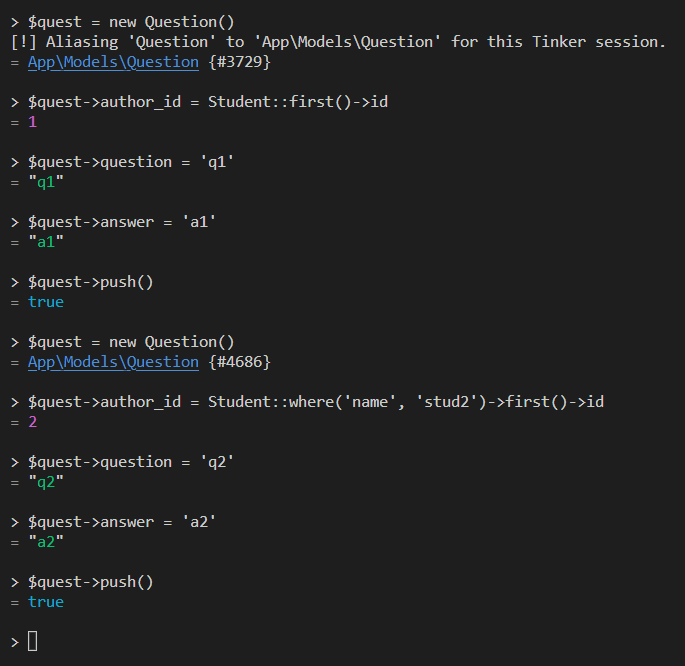 > $quest = new Question()
[!] Aliasing 'Question' to 'App\Models\Question' for this Tinker session.
= App\Models\Question {#3729}
> $quest->author_id = Student::first()->id
= 1
> $quest->question = 'q1'
= "q1"
> $quest->answer = 'a1'
= "a1"
> $quest->push()
= true
> $quest = new Question()
= App\Models\Question {#4686}
> $quest->author_id = Student::where('name', 'stud2')->first()->id
= 2
> $quest->question = 'q2'
= "q2"
> $quest->answer = 'a2'
= "a2"
> $quest->push()
= true
>